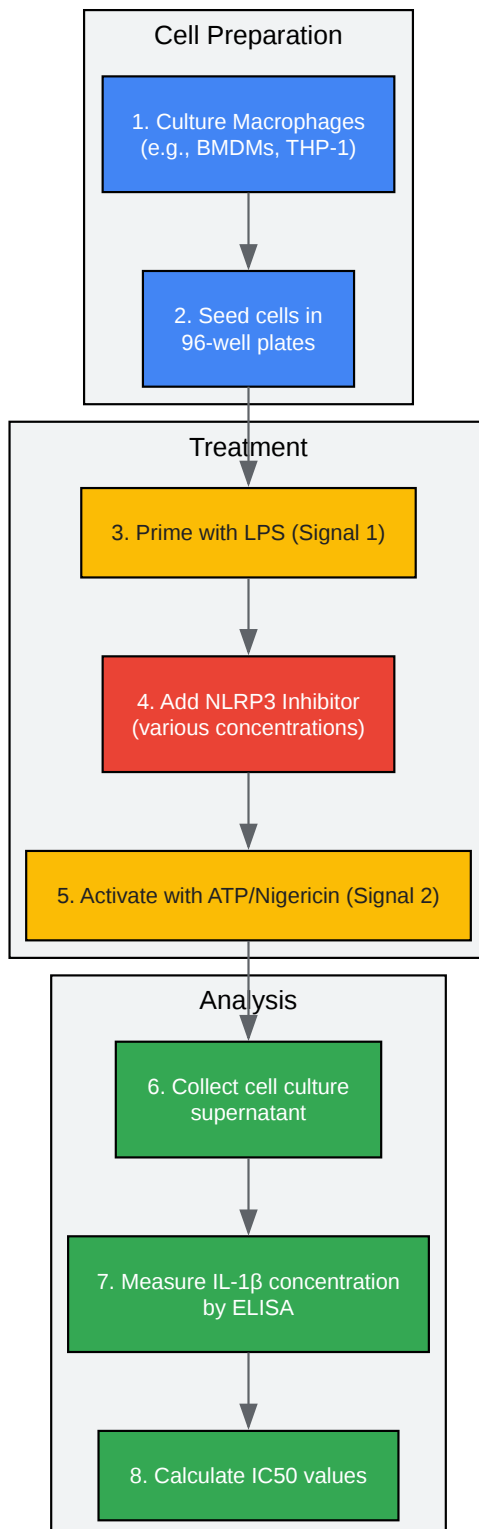 Cell Preparation
1. Culture Macrophages
(e.g., BMDMs, THP-1)
2. Seed cells in
96-well plates
Treatment
3. Prime with LPS (Signal 1)
4. Add NLRP3 Inhibitor
(various concentrations)
5. Activate with ATP/Nigericin (Signal 2)
Analysis
6. Collect cell culture
supernatant
7. Measure IL-1β concentration
by ELISA
8. Calculate IC50 values